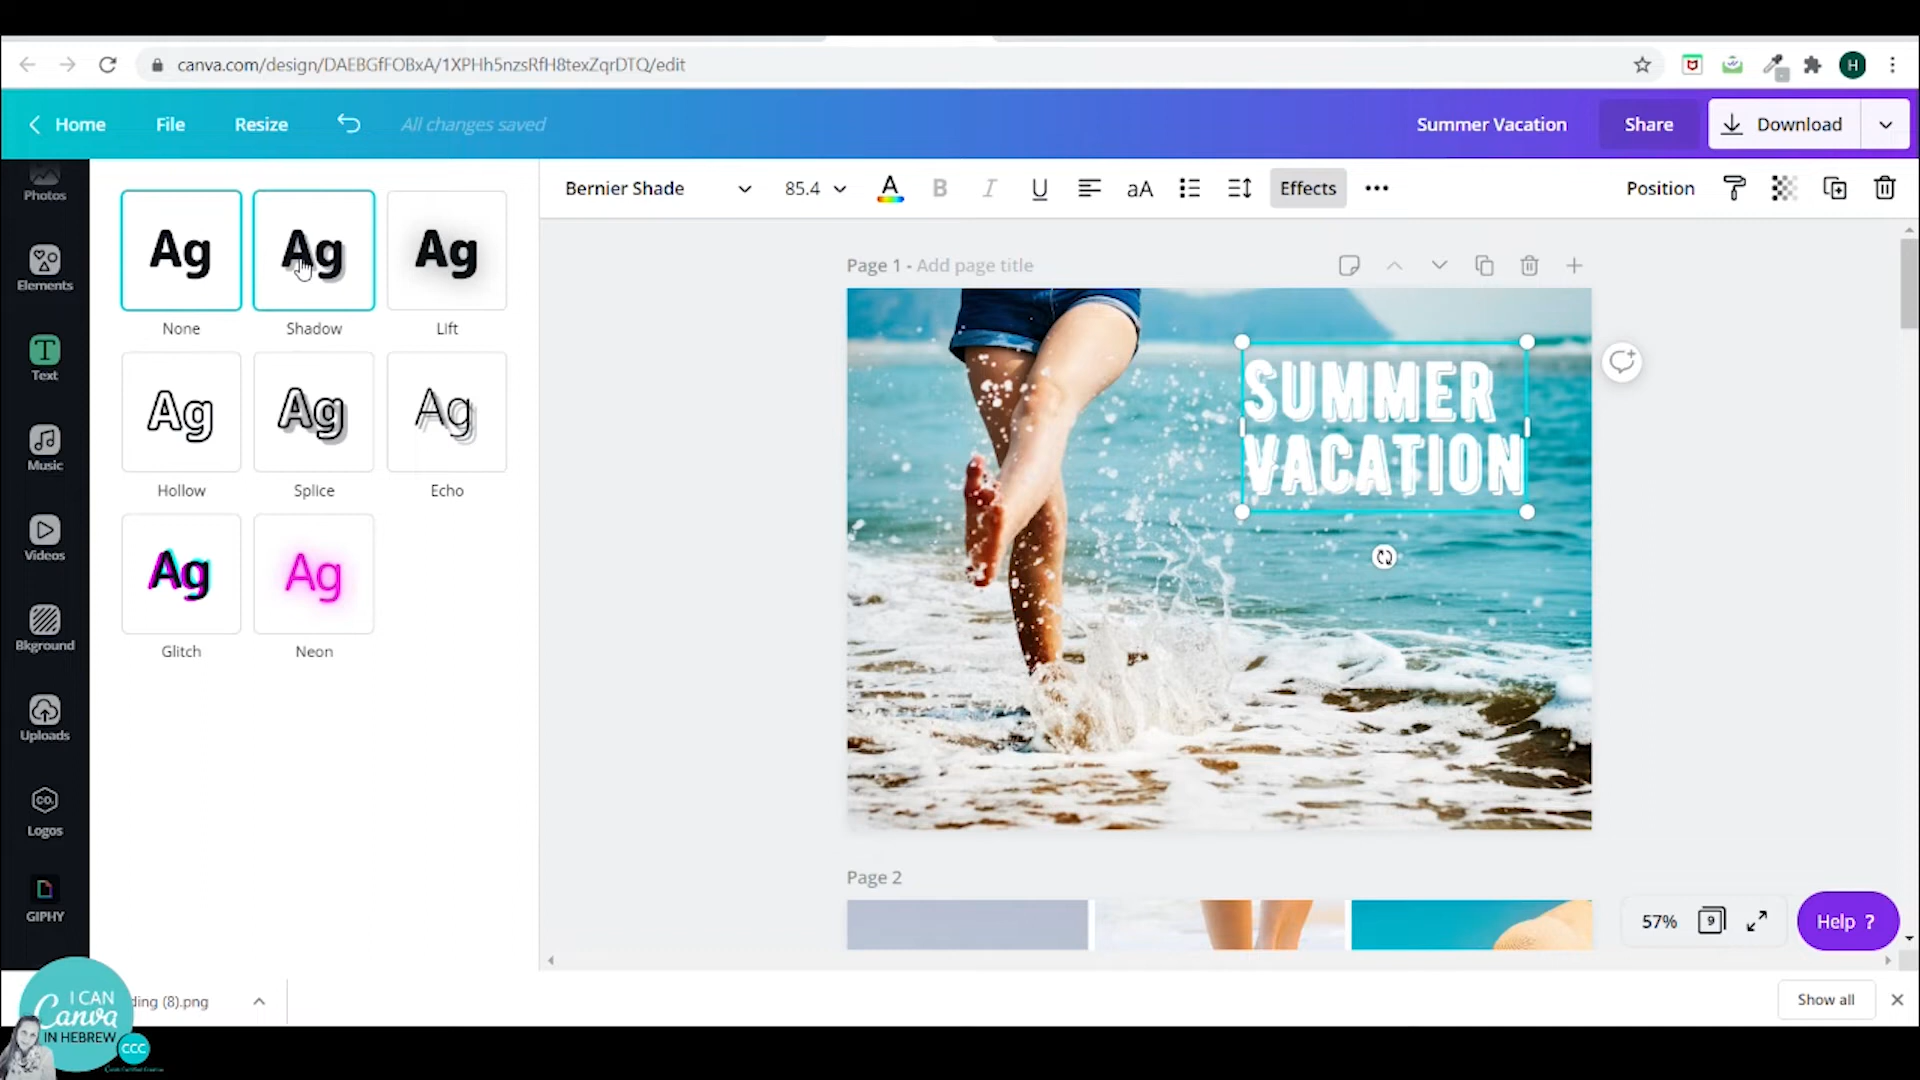 canva.com/design/DAEBGfFOBxA/1XPHh5nzsRfH8texZqrDTQ/edit
H
Home
File
Resize
All changes saved
Summer Vacation
Share
Download
Photos
Elements
Text
Music
Videos
Bkground
Uploads
Logos
GIPHY
Ag
Ag
Ag
None
Shadow
Lift
Ag
Ag
Ag
Hollow
Splice
Echo
Ag
Ag
Glitch
Neon
Bernier Shade
85.4
A
B
I
U
aA
Effects
Position
Page 1 - Add page title
SUMMER
VACATION
Page 2
57%
9
Help ?
CO.
ding (8).png
Show all
I CAN
Canva
IN HEBREW
CCC